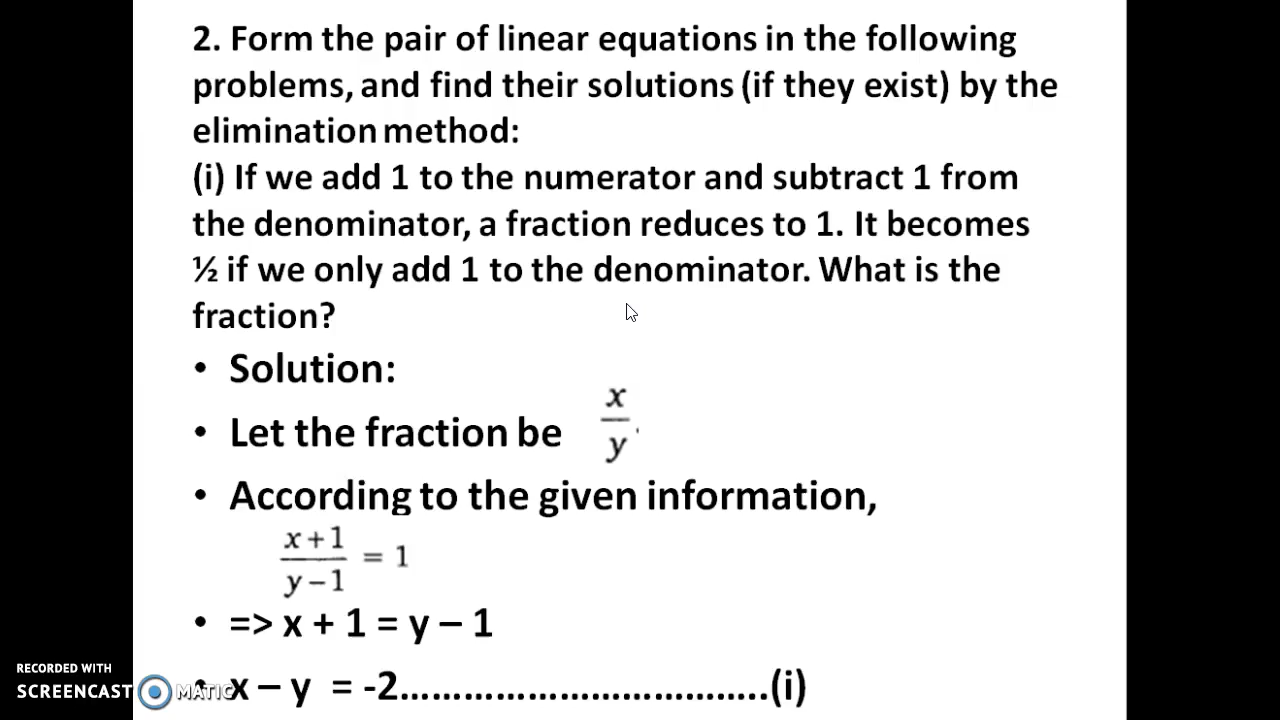 2. Form the pair of linear equations in the following
problems, and find their solutions (if they exist) by the
elimination method:
(i) If we add 1 to the numerator and subtract 1 from
the denominator, a fraction reduces to 1. It becomes
½ if we only add 1 to the denominator. What is the
fraction?
• Solution:
• Let the fraction be x/y.
• According to the given information,
(x+1)/(y-1) = 1
• => x + 1 = y – 1
• x – y = -2.......................................(i)
RECORDED WITH
SCREENCAST MATIC